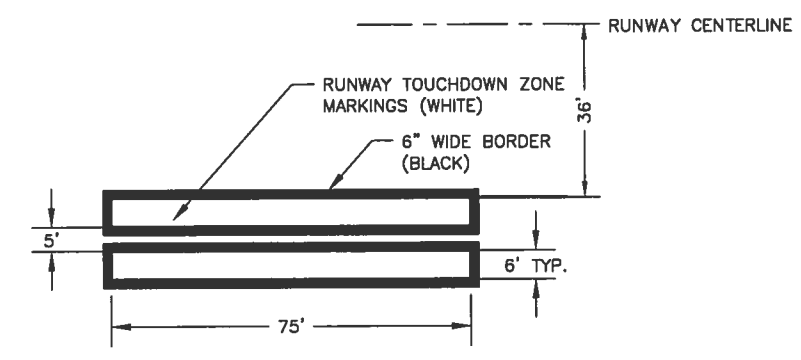 RUNWAY CENTERLINE
RUNWAY TOUCHDOWN ZONE
MARKINGS (WHITE)
36'
6" WIDE BORDER
(BLACK)
5'
6' TYP.
75'